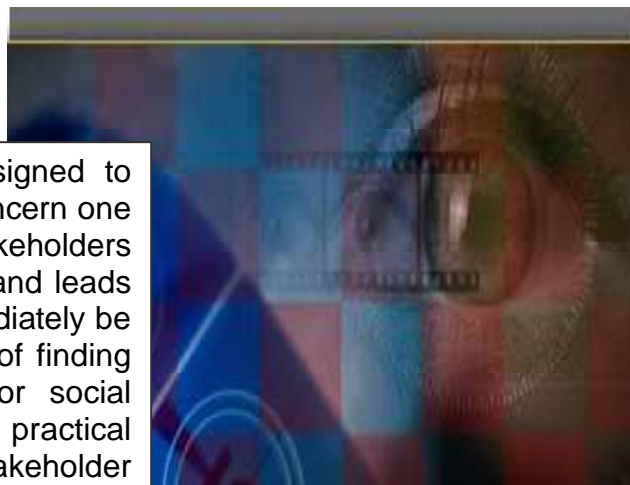 signed to
ncern one
keholders
and leads
diately be
of finding
or social
practical
akeholder